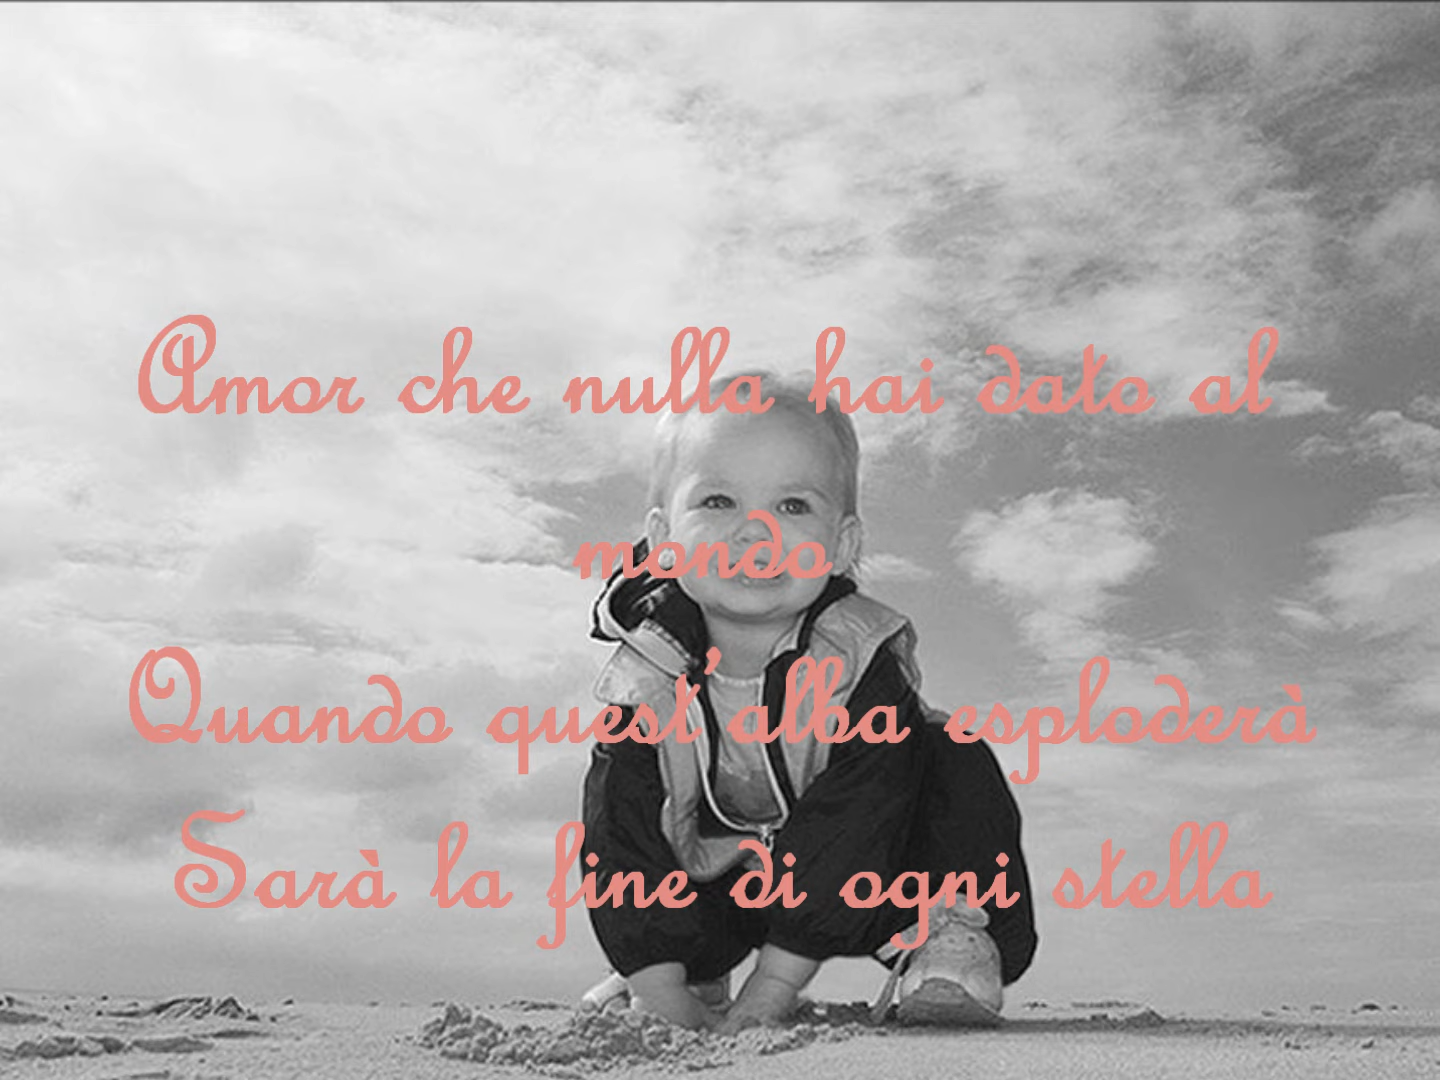 Amor che nulla hai dato al
mondo
Quando quest'alba esploderà
Sarà la fine di ogni stella